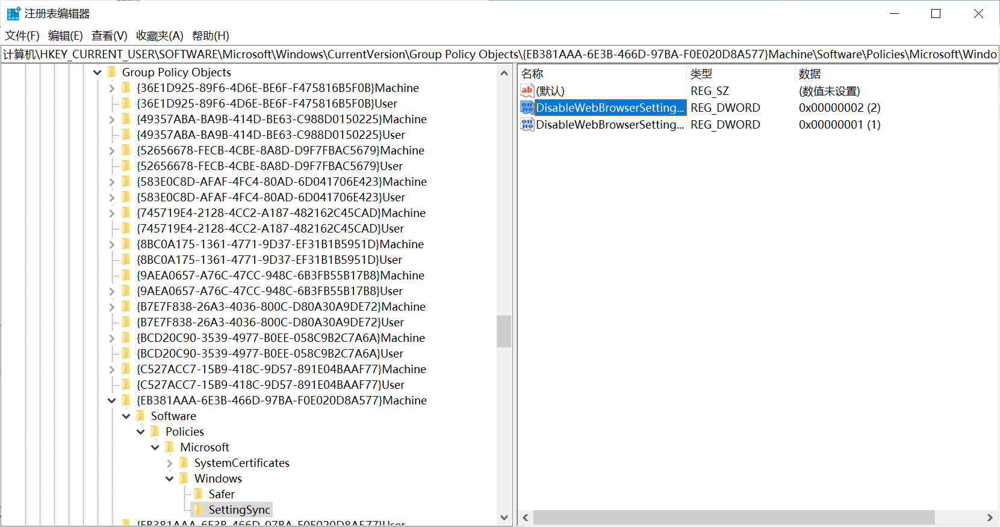 注册表编辑器
文件(F) 编辑(E) 查看(V) 收藏夹(A) 帮助(H)
计算机\HKEY_CURRENT_USER\SOFTWARE\Microsoft\Windows\CurrentVersion\Group Policy Objects\{EB381AAA-6E3B-466D-97BA-F0E020D8A577}Machine\Software\Policies\Microsoft\Windo
Group Policy Objects
{36E1D925-89F6-4D6E-BE6F-F475816B5F0B}Machine
{36E1D925-89F6-4D6E-BE6F-F475816B5F0B}User
{49357ABA-BA9B-414D-BE63-C988D0150225}Machine
{49357ABA-BA9B-414D-BE63-C988D0150225}User
{52656678-FECB-4CBE-8A8D-D9F7FBAC5679}Machine
{52656678-FECB-4CBE-8A8D-D9F7FBAC5679}User
{583E0C8D-AFAF-4FC4-80AD-6D041706E423}Machine
{583E0C8D-AFAF-4FC4-80AD-6D041706E423}User
{745719E4-2128-4CC2-A187-482162C45CAD}Machine
{745719E4-2128-4CC2-A187-482162C45CAD}User
{8BC0A175-1361-4771-9D37-EF31B1B5951D}Machine
{8BC0A175-1361-4771-9D37-EF31B1B5951D}User
{9AEA0657-A76C-47CC-948C-6B3FB55B17B8}Machine
{9AEA0657-A76C-47CC-948C-6B3FB55B17B8}User
{B7E7F838-26A3-4036-800C-D80A30A9DE72}Machine
{B7E7F838-26A3-4036-800C-D80A30A9DE72}User
{BCD20C90-3539-4977-B0EE-058C9B2C7A6A}Machine
{BCD20C90-3539-4977-B0EE-058C9B2C7A6A}User
{C527ACC7-15B9-418C-9D57-891E04BAAF77}Machine
{C527ACC7-15B9-418C-9D57-891E04BAAF77}User
{EB381AAA-6E3B-466D-97BA-F0E020D8A577}Machine
Software
Policies
Microsoft
SystemCertificates
Windows
Safer
SettingSync
{EB381AAA-6E3B-466D-97BA-F0E020D8A577}User
名称 类型 数据
(默认) REG_SZ (数值未设置)
DisableWebBrowserSetting... REG_DWORD 0x00000002 (2)
DisableWebBrowserSetting... REG_DWORD 0x00000001 (1)